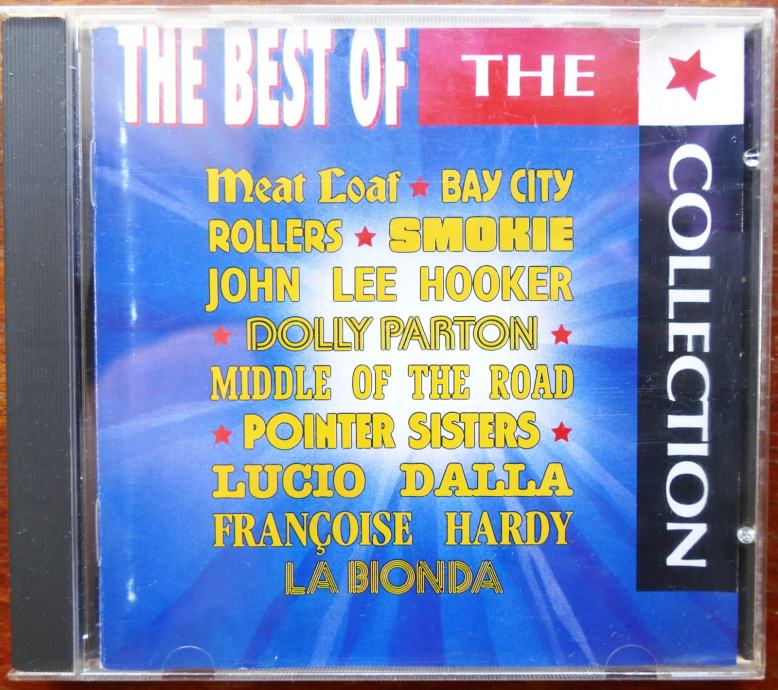 THE BEST OF THE
COLLECTION
Meat Loaf ★ BAY CITY
ROLLERS ★ SMOKIE
JOHN LEE HOOKER
★ DOLLY PARTON ★
MIDDLE OF THE ROAD
★ POINTER SISTERS ★
LUCIO DALLA
FRANÇOISE HARDY
LA BIONDA